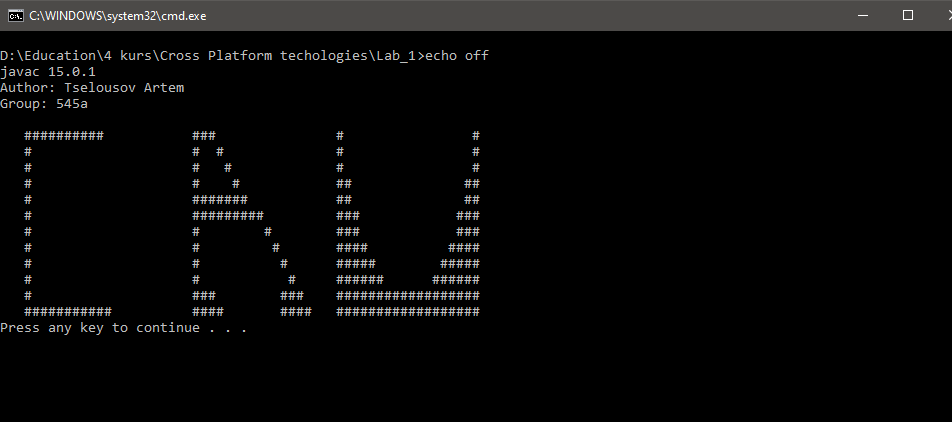 C:\WINDOWS\system32\cmd.exe
D:\Education\4 kurs\Cross Platform techologies\Lab_1>echo off
javac 15.0.1
Author: Tselousov Artem
Group: 545a
   ##########           ###               #                #
   #                    #  #              #                #
   #                    #   #             #                #
   #                    #    #            ##              ##
   #                    #######           ##              ##
   #                    #########         ###            ###
   #                    #        #        ###            ###
   #                    #         #       ####          ####
   #                    #          #      #####        #####
   #                    #           #     ######      ######
   #                    ###        ###    ##################
   ###########          ####       ####   ##################
Press any key to continue . . .